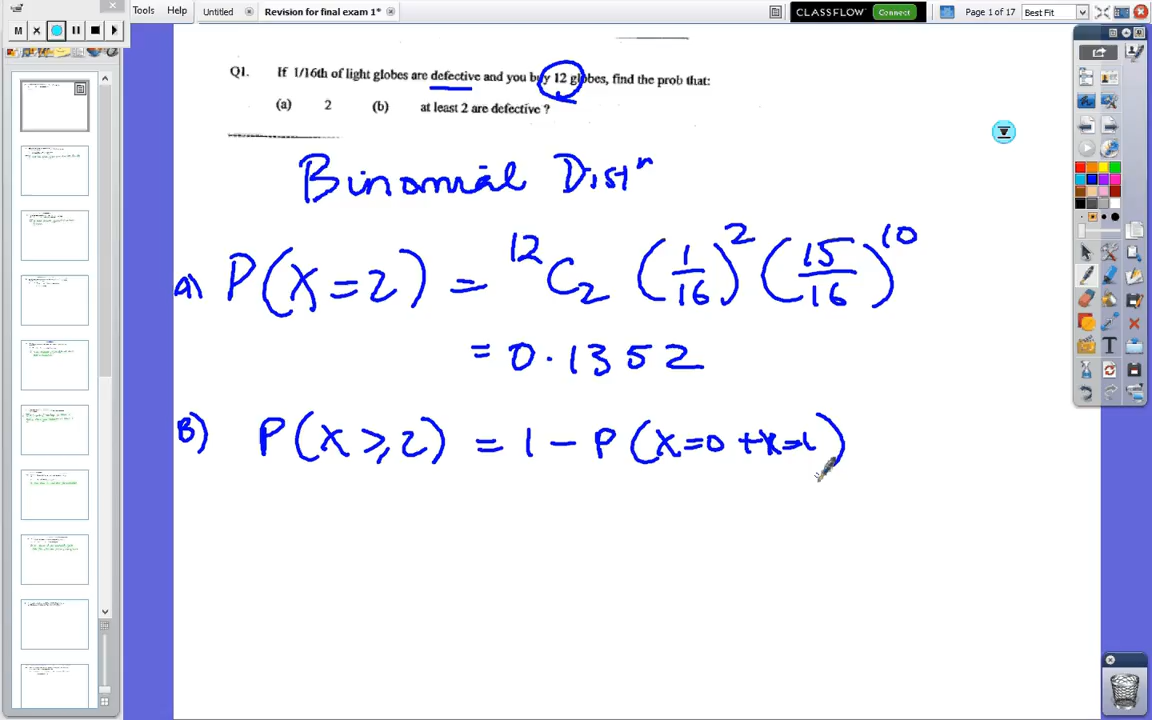 Tools Help Untitled Revision for final exam 1* CLASSFLOW Connect Page 1 of 17 Best Fit
M
Q1. If 1/16th of light globes are defective and you buy 12 globes, find the prob that:
(a) 2 (b) at least 2 are defective ?
Binomial Distⁿ
a) P(X=2) = ¹²C₂ (1/16)² (15/16)¹⁰
= 0.1352
B) P(X≥2) = 1 - P(X=0 + X=1)
T